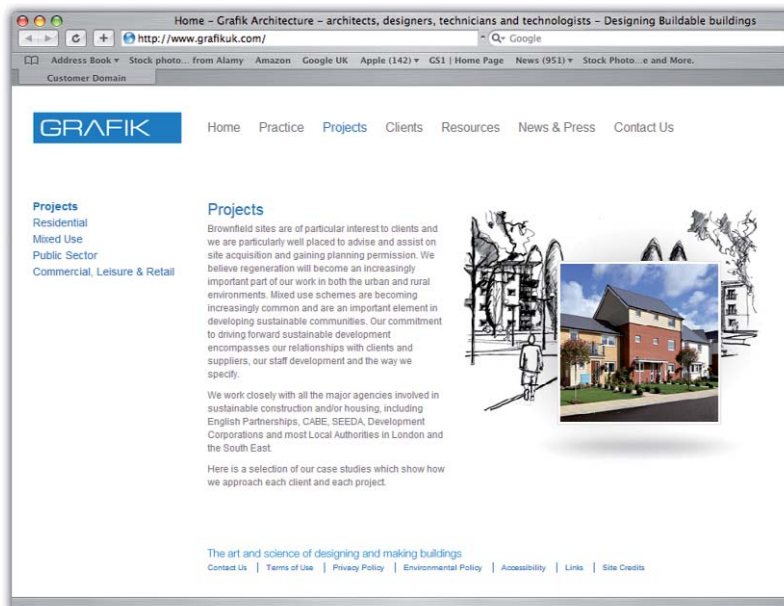 Home – Grafik Architecture – architects, designers, technicians and technologists – Designing Buildable buildings
http://www.grafikuk.com/
Google
Address Book Stock photo... from Alamy Amazon Google UK Apple (142) GS1 | Home Page News (951) Stock Photo...e and More.
Customer Domain
GRAFIK
Home Practice Projects Clients Resources News & Press Contact Us
Projects
Residential
Mixed Use
Public Sector
Commercial, Leisure & Retail
Projects
Brownfield sites are of particular interest to clients and
we are particularly well placed to advise and assist on
site acquisition and gaining planning permission. We
believe regeneration will become an increasingly
important part of our work in both the urban and rural
environments. Mixed use schemes are becoming
increasingly common and are an important element in
developing sustainable communities. Our commitment
to driving forward sustainable development
encompasses our relationships with clients and
suppliers, our staff development and the way we
specify.
We work closely with all the major agencies involved in
sustainable construction and/or housing, including
English Partnerships, CABE, SEEDA, Development
Corporations and most Local Authorities in London and
the South East.
Here is a selection of our case studies which show how
we approach each client and each project.
The art and science of designing and making buildings
Contact Us | Terms of Use | Privacy Policy | Environmental Policy | Accessibility | Links | Site Credits